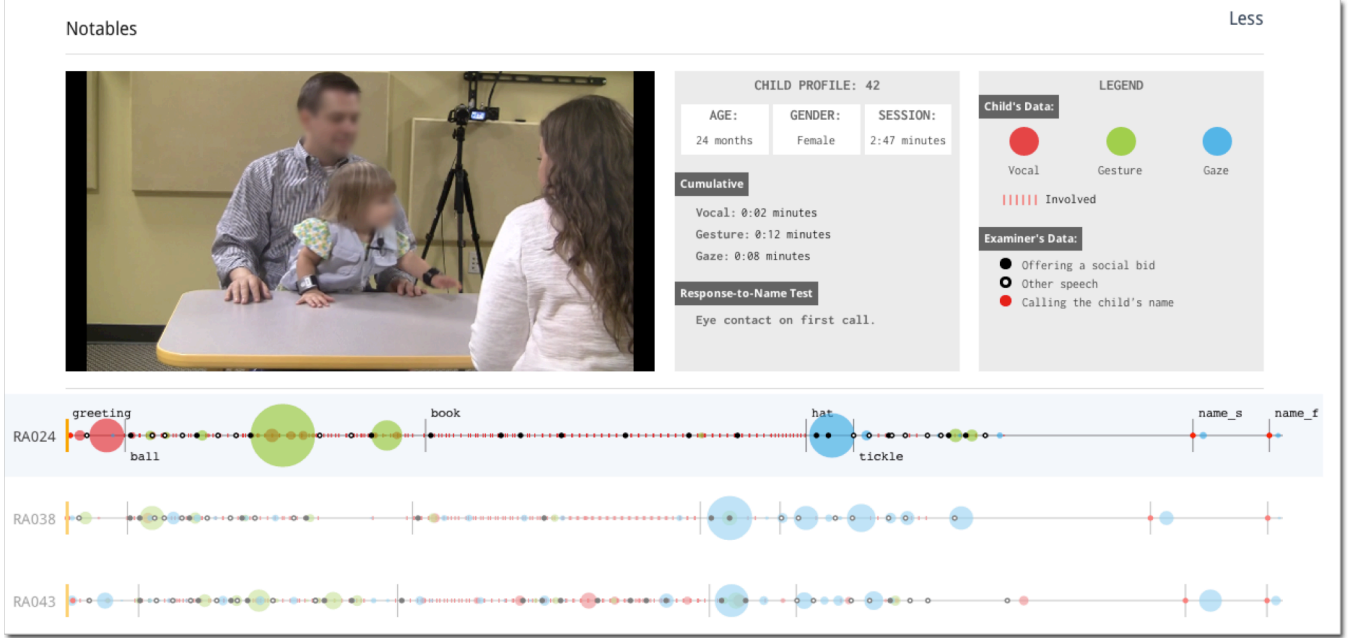 Notables
Less
CHILD PROFILE: 42
AGE:
24 months
GENDER:
Female
SESSION:
2:47 minutes
Cumulative
Vocal: 0:02 minutes
Gesture: 0:12 minutes
Gaze: 0:08 minutes
Response-to-Name Test
Eye contact on first call.
LEGEND
Child's Data:
Vocal
Gesture
Gaze
Involved
Examiner's Data:
Offering a social bid
Other speech
Calling the child's name
greeting
book
hat
name_s
name_f
RA024
ball
tickle
RA038
RA043